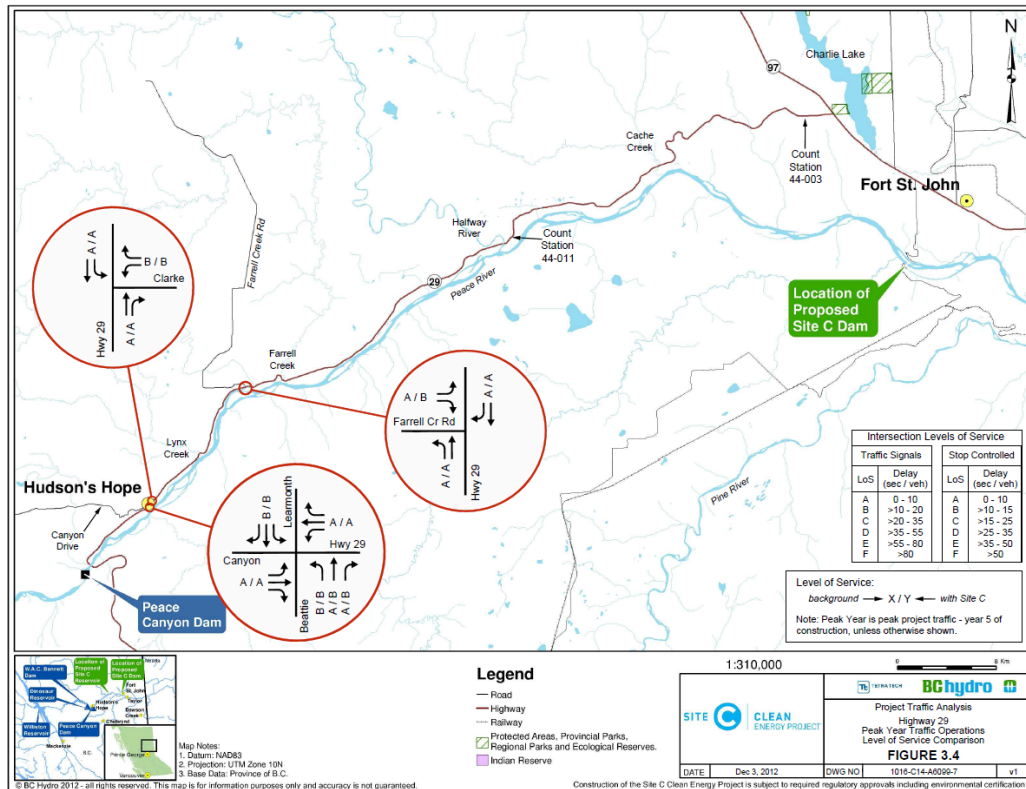 N
Charlie Lake
97
Cache
Creek
Count
Station
44-003
Fort St. John
Halfway
River
Count
Station
44-011
29
Peace River
Farrell Creek Rd
A / A
B / B
Clarke
Hwy 29
A / A
Location of
Proposed
Site C Dam
Farrell
Creek
A / B
A / A
Farrell Cr Rd
A / A
Hwy 29
Lynx
Creek
Hudson's Hope
Canyon
Drive
Pine River
B / B
Learmonth
A / A
Hwy 29
Canyon
A / A
Beattie
B / B
A / B
A / B
Peace
Canyon Dam
Intersection Levels of Service
Traffic Signals
Stop Controlled
LoS
Delay
(sec / veh)
LoS
Delay
(sec / veh)
A 0 - 10 A 0 - 10
B >10 - 20 B >10 - 15
C >20 - 35 C >15 - 25
D >35 - 55 D >25 - 35
E >55 - 80 E >35 - 50
F >80 F >50
Level of Service:
background X / Y with Site C
Note: Peak Year is peak project traffic - year 5 of
construction, unless otherwise shown.
W.A.C. Bennett
Dam
Location of
Proposed
Site C
Reservoir
Location of
Proposed
Site C Dam
Alberta
Dinosaur
Reservoir
Fort
St. John
Taylor
Hudson's
Hope
Dawson
Creek
Chetwynd
Williston
Reservoir
Peace Canyon
Dam
Mackenzie
B.C.
Prince George
Vancouver
Map Notes:
1. Datum: NAD83
2. Projection: UTM Zone 10N
3. Base Data: Province of B.C.
Legend
Road
Highway
Railway
Protected Areas, Provincial Parks,
Regional Parks and Ecological Reserves.
Indian Reserve
1:310,000
0 8 Km
SITE C CLEAN
ENERGY PROJECT
TETRA TECH
BC hydro
Project Traffic Analysis
Highway 29
Peak Year Traffic Operations
Level of Service Comparison
FIGURE 3.4
DATE Dec 3, 2012 DWG NO 1016-C14-A6099-7 v1
© BC Hydro 2012 - all rights reserved. This map is for information purposes only and accuracy is not guaranteed.
Construction of the Site C Clean Energy Project is subject to required regulatory approvals including environmental certification